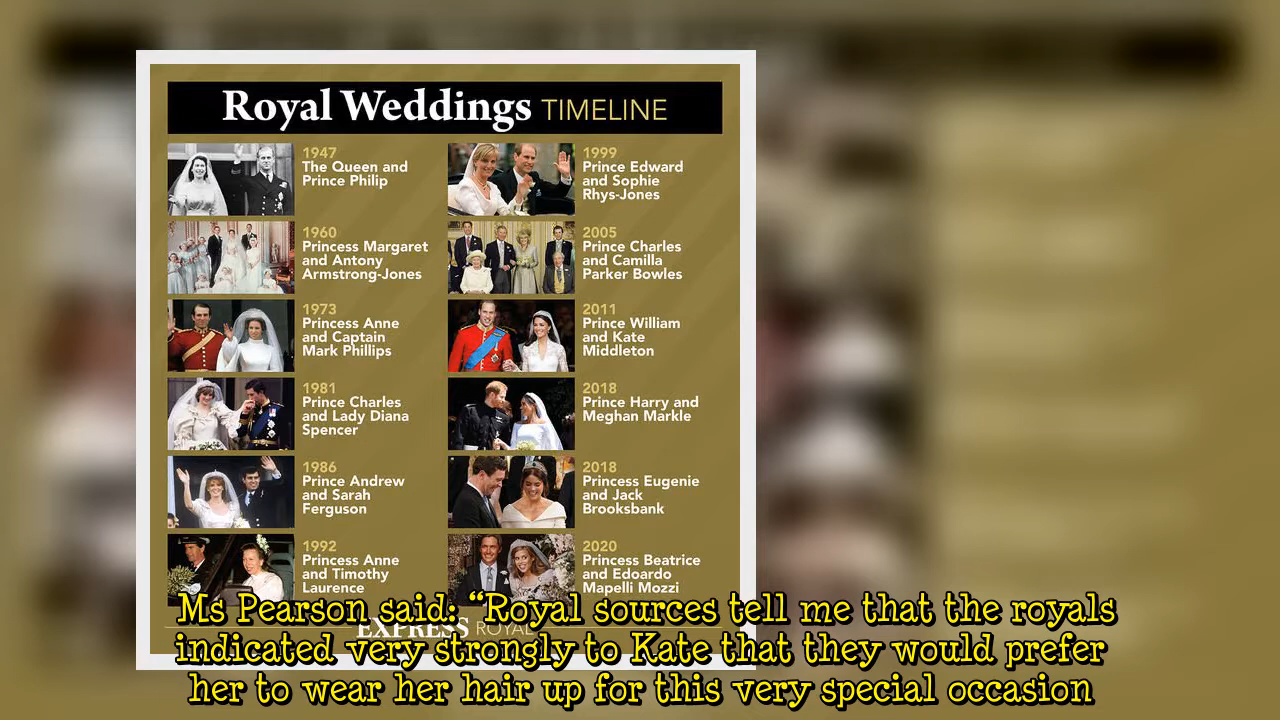 Royal Weddings TIMELINE
1947
The Queen and
Prince Philip
1960
Princess Margaret
and Antony
Armstrong-Jones
1973
Princess Anne
and Captain
Mark Phillips
1981
Prince Charles
and Lady Diana
Spencer
1986
Prince Andrew
and Sarah
Ferguson
1992
Princess Anne
and Timothy
Laurence
1999
Prince Edward
and Sophie
Rhys-Jones
2005
Prince Charles
and Camilla
Parker Bowles
2011
Prince William
and Kate
Middleton
2018
Prince Harry and
Meghan Markle
2018
Princess Eugenie
and Jack
Brooksbank
2020
Princess Beatrice
and Edoardo
Mapelli Mozzi
EXPRESS ROYAL
Ms Pearson said: “Royal sources tell me that the royals
indicated very strongly to Kate that they would prefer
her to wear her hair up for this very special occasion